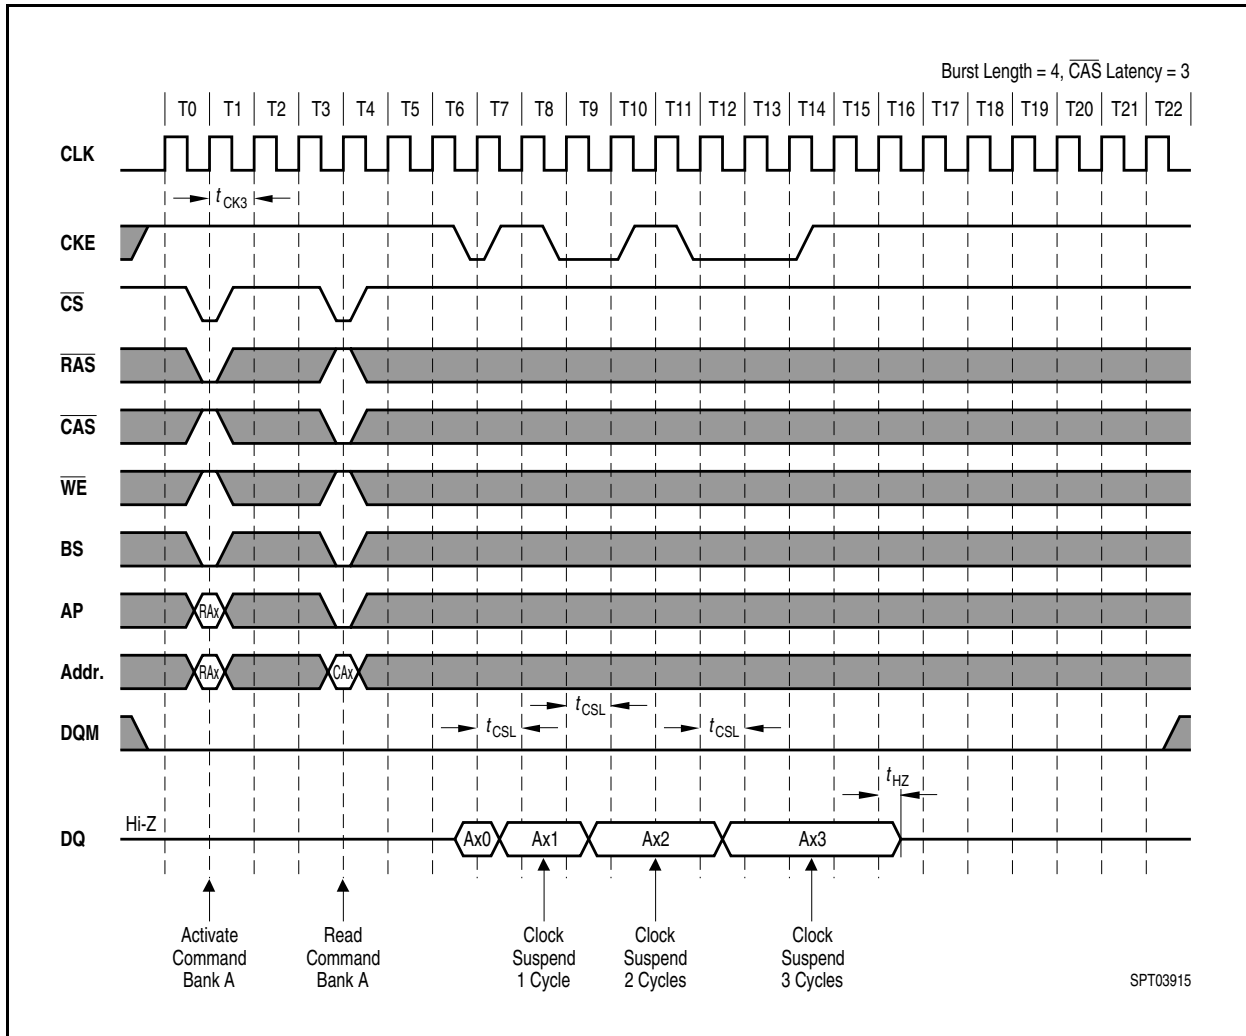 Burst Length = 4, CAS Latency = 3
T0 T1 T2 T3 T4 T5 T6 T7 T8 T9 T10 T11 T12 T13 T14 T15 T16 T17 T18 T19 T20 T21 T22
CLK
tCK3
CKE
CS
RAS
CAS
WE
BS
AP RAx
Addr. RAx CAx
tCSL
DQM tCSL tCSL
tHZ
Hi-Z
DQ Ax0 Ax1 Ax2 Ax3
Activate Read Clock Clock Clock
Command Command Suspend Suspend Suspend
Bank A Bank A 1 Cycle 2 Cycles 3 Cycles
SPT03915